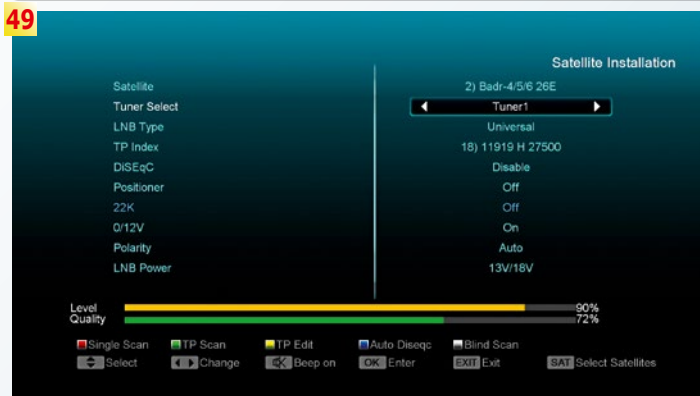 49
Satellite Installation
Satellite 2) Badr-4/5/6 26E
Tuner Select Tuner1
LNB Type Universal
TP Index 18) 11919 H 27500
DiSEqC Disable
Positioner Off
22K Off
0/12V On
Polarity Auto
LNB Power 13V/18V
Level 90%
Quality 72%
Single Scan TP Scan TP Edit Auto Diseqc Blind Scan
Select Change Beep on OK Enter EXIT Exit SAT Select Satellites